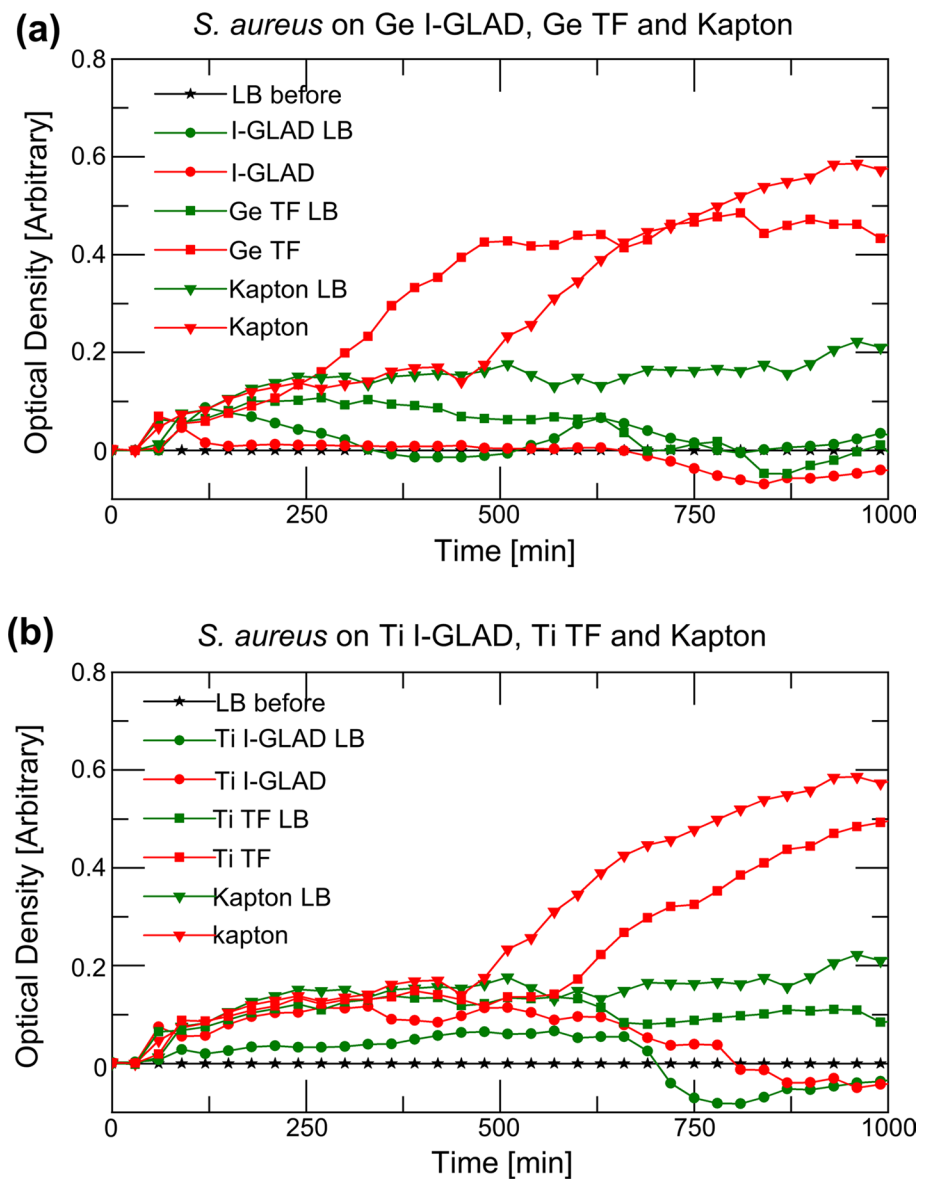 (a)
S. aureus on Ge I-GLAD, Ge TF and Kapton
0.8
0.6
0.4
0.2
0
Optical Density [Arbitrary]
LB before
I-GLAD LB
I-GLAD
Ge TF LB
Ge TF
Kapton LB
Kapton
0 250 500 750 1000
Time [min]
(b)
S. aureus on Ti I-GLAD, Ti TF and Kapton
0.8
0.6
0.4
0.2
0
Optical Density [Arbitrary]
LB before
Ti I-GLAD LB
Ti I-GLAD
Ti TF LB
Ti TF
Kapton LB
kapton
0 250 500 750 1000
Time [min]